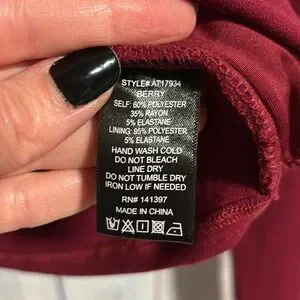 STYLE# AT17934
BERRY
SELF: 60% POLYESTER
35% RAYON
5% ELASTANE
LINING: 95% POLYESTER
5% ELASTANE
HAND WASH COLD
DO NOT BLEACH
LINE DRY
DO NOT TUMBLE DRY
IRON LOW IF NEEDED
RN# 141397
MADE IN CHINA